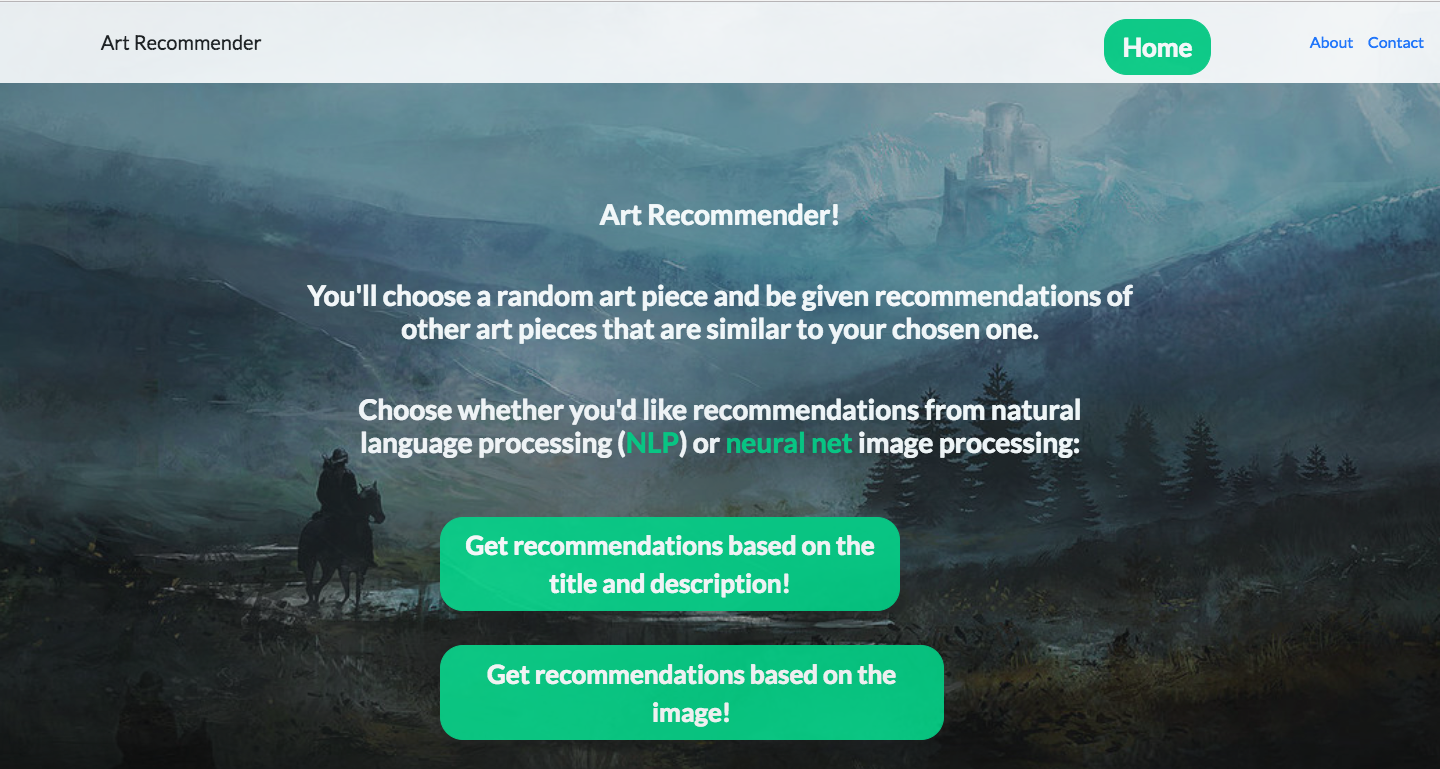 Art Recommender
Home
About
Contact
Art Recommender!
You'll choose a random art piece and be given recommendations of
other art pieces that are similar to your chosen one.
Choose whether you'd like recommendations from natural
language processing (NLP) or neural net image processing:
Get recommendations based on the
title and description!
Get recommendations based on the
image!